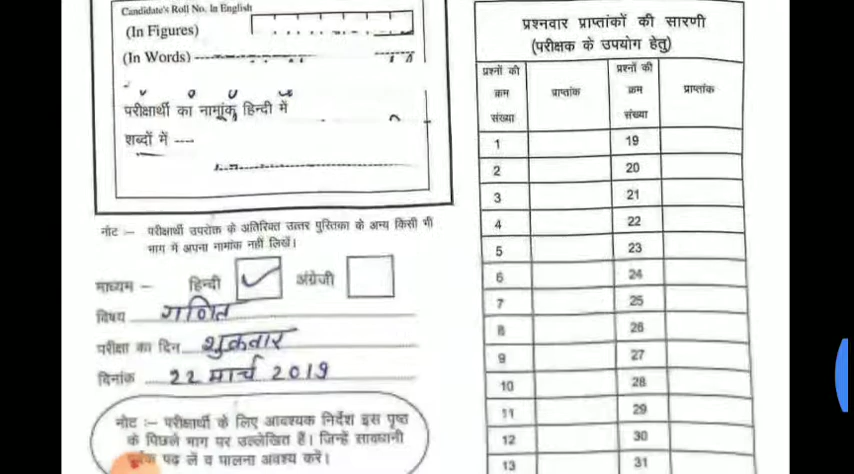 Candidate's Roll No. In English
(In Figures)
(In Words)
परीक्षार्थी का नामांक हिन्दी में
शब्दों में ----
नोट :– परीक्षार्थी उपरोक्त के अतिरिक्त उत्तर पुस्तिका के अन्य किसी भी
भाग में अपना नामांक नहीं लिखें।
माध्यम – हिन्दी ✓ अंग्रेजी
विषय गणित
परीक्षा का दिन शुक्रवार
दिनांक 22 मार्च 2019
नोट :– परीक्षार्थी के लिए आवश्यक निर्देश इस पृष्ठ
के पिछले भाग पर उल्लेखित हैं। जिन्हें सावधानी
पूर्वक पढ़ लें व पालना अवश्य करें।
प्रश्नवार प्राप्तांकों की सारणी
(परीक्षक के उपयोग हेतु)
प्रश्नों की प्रश्नों की
क्रम प्राप्तांक क्रम प्राप्तांक
संख्या संख्या
1 19
2 20
3 21
4 22
5 23
6 24
7 25
8 26
9 27
10 28
11 29
12 30
13 31